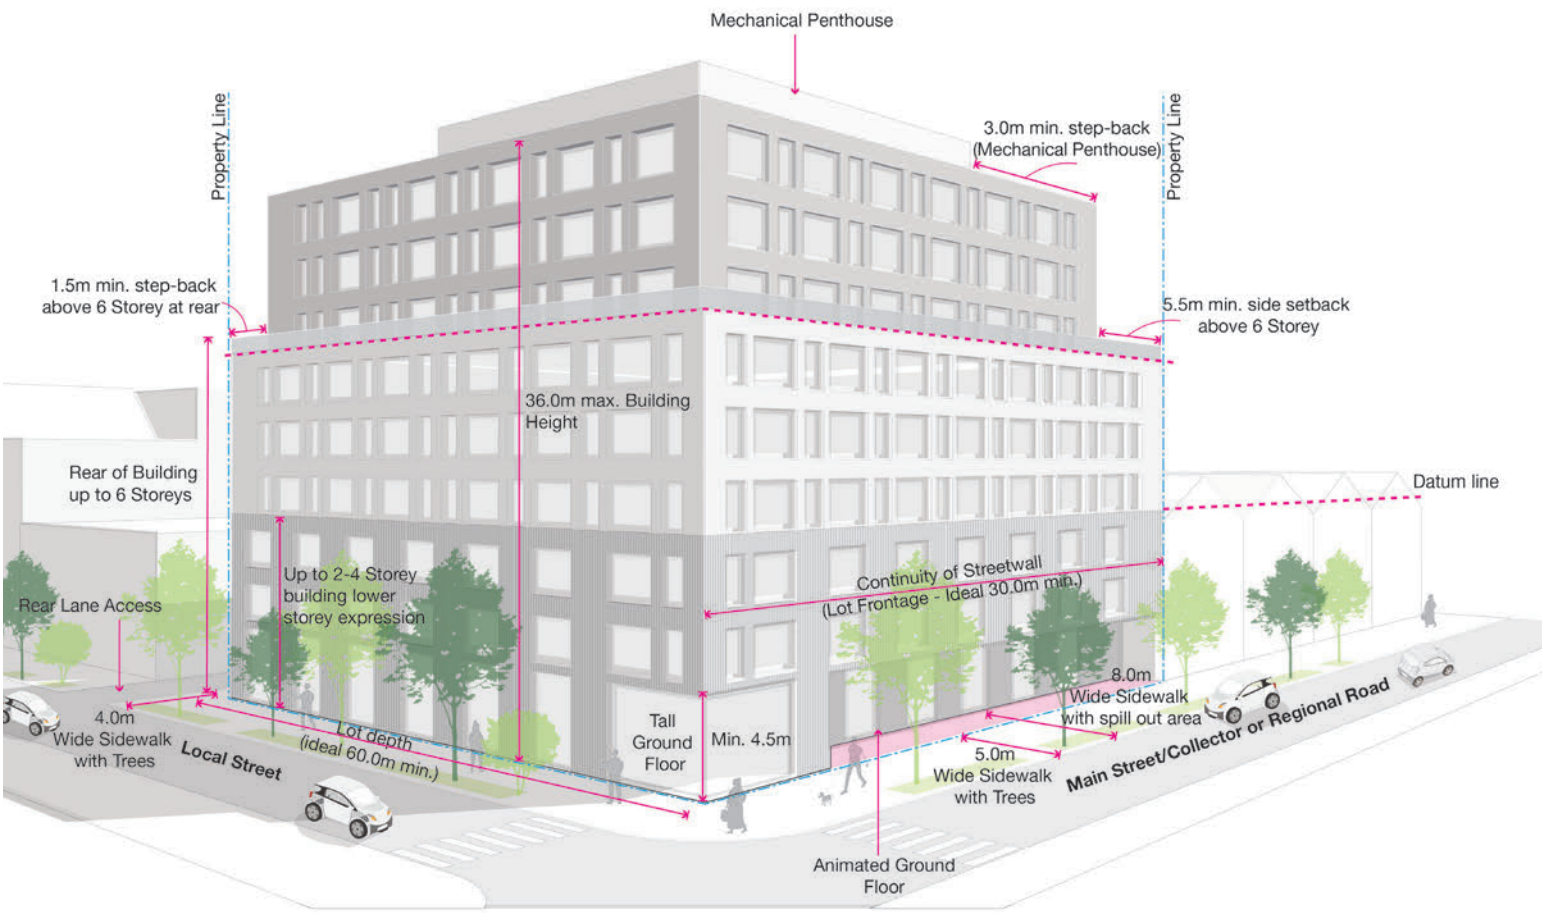 Mechanical Penthouse
Property Line
3.0m min. step-back
(Mechanical Penthouse)
Property Line
1.5m min. step-back
above 6 Storey at rear
5.5m min. side setback
above 6 Storey
36.0m max. Building
Height
Rear of Building
up to 6 Storeys
Datum line
Up to 2-4 Storey
building lower
storey expression
Continuity of Streetwall
(Lot Frontage - Ideal 30.0m min.)
Rear Lane Access
8.0m
Wide Sidewalk
with spill out area
4.0m
Wide Sidewalk
with Trees
Local Street
Lot depth
(ideal 60.0m min.)
Tall
Ground
Floor
Min. 4.5m
5.0m
Wide Sidewalk
with Trees
Main Street/Collector or Regional Road
Animated Ground
Floor